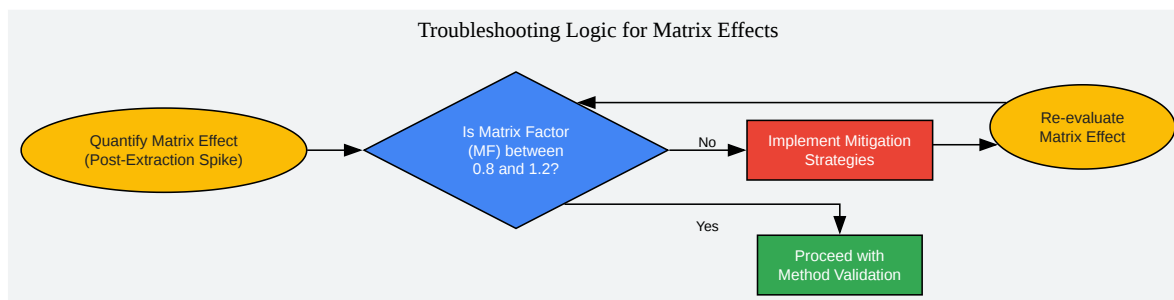 Troubleshooting Logic for Matrix Effects
Quantify Matrix Effect
(Post-Extraction Spike)
Is Matrix Factor
(MF) between
0.8 and 1.2?
No
Implement Mitigation
Strategies
Re-evaluate
Matrix Effect
Yes
Proceed with
Method Validation